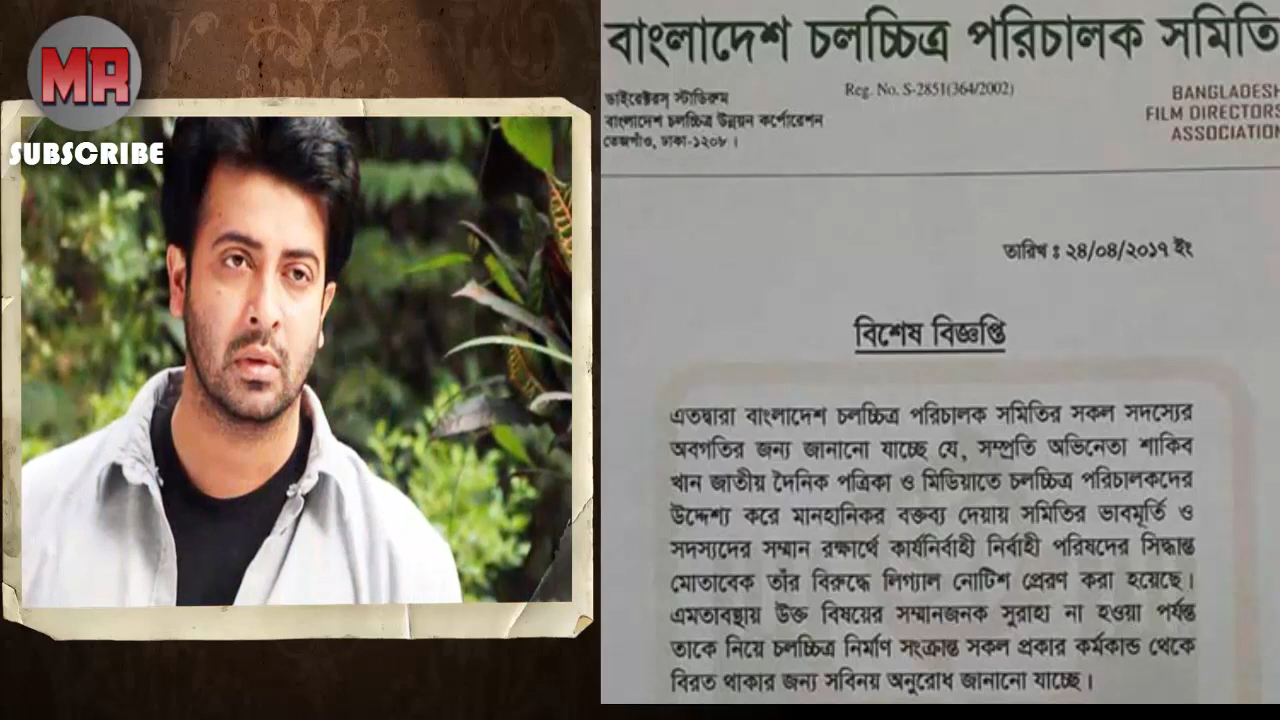 MR
SUBSCRIBE
বাংলাদেশ চলচ্চিত্র পরিচালক সমিতি
Reg. No. S-2851(364/2002)
ডাইরেক্টরস্ স্টাডিরুম
বাংলাদেশ চলচ্চিত্র উন্নয়ন কর্পোরেশন
তেজগাঁও, ঢাকা-১২০৮।
BANGLADESH
FILM DIRECTORS
ASSOCIATION
তারিখ ঃ ২৪/০৪/২০১৭ ইং
বিশেষ বিজ্ঞপ্তি
এতদ্বারা বাংলাদেশ চলচ্চিত্র পরিচালক সমিতির সকল সদস্যের
অবগতির জন্য জানানো যাচ্ছে যে, সম্প্রতি অভিনেতা শাকিব
খান জাতীয় দৈনিক পত্রিকা ও মিডিয়াতে চলচ্চিত্র পরিচালকদের
উদ্দেশ্য করে মানহানিকর বক্তব্য দেয়ায় সমিতির ভাবমূর্তি ও
সদস্যদের সম্মান রক্ষার্থে কার্যনির্বাহী নির্বাহী পরিষদের সিদ্ধান্ত
মোতাবেক তাঁর বিরুদ্ধে লিগ্যাল নোটিশ প্রেরণ করা হয়েছে।
এমতাবস্থায় উক্ত বিষয়ের সম্মানজনক সুরাহা না হওয়া পর্যন্ত
তাকে নিয়ে চলচ্চিত্র নির্মাণ সংক্রান্ত সকল প্রকার কর্মকান্ড থেকে
বিরত থাকার জন্য সবিনয় অনুরোধ জানানো যাচ্ছে।